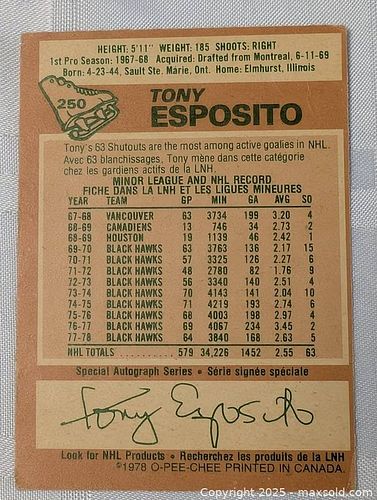 HEIGHT: 5'11" WEIGHT: 185 SHOOTS: RIGHT
1st Pro Season: 1967-68 Acquired: Drafted from Montreal, 6-11-69
Born: 4-23-44, Sault Ste. Marie, Ont. Home: Elmhurst, Illinois
250
TONY
ESPOSITO
Tony's 63 Shutouts are the most among active goalies in NHL.
Avec 63 blanchissages, Tony mène dans cette catégorie
chez les gardiens actifs de la LNH.
MINOR LEAGUE AND NHL RECORD
FICHE DANS LA LNH ET LES LIGUES MINEURES
YEAR TEAM GP MIN GA AVG SO
67-68 VANCOUVER 63 3734 199 3.20 4
68-69 CANADIENS 13 746 34 2.73 2
68-69 HOUSTON 19 1139 46 2.42 1
69-70 BLACK HAWKS 63 3763 136 2.17 15
70-71 BLACK HAWKS 57 3325 126 2.27 6
71-72 BLACK HAWKS 48 2780 82 1.76 9
72-73 BLACK HAWKS 56 3340 140 2.51 4
73-74 BLACK HAWKS 70 4143 141 2.04 10
74-75 BLACK HAWKS 71 4219 193 2.74 6
75-76 BLACK HAWKS 68 4003 198 2.97 4
76-77 BLACK HAWKS 69 4067 234 3.45 2
77-78 BLACK HAWKS 64 3840 168 2.63 5
NHL TOTALS .......... 579 34,226 1452 2.55 63
Special Autograph Series • Série signée spéciale
Tony Esposito
Look for NHL Products • Recherchez les produits de la LNH
©1978 O-PEE-CHEE PRINTED IN CANADA.
Copyright 2025 - maxsold.com